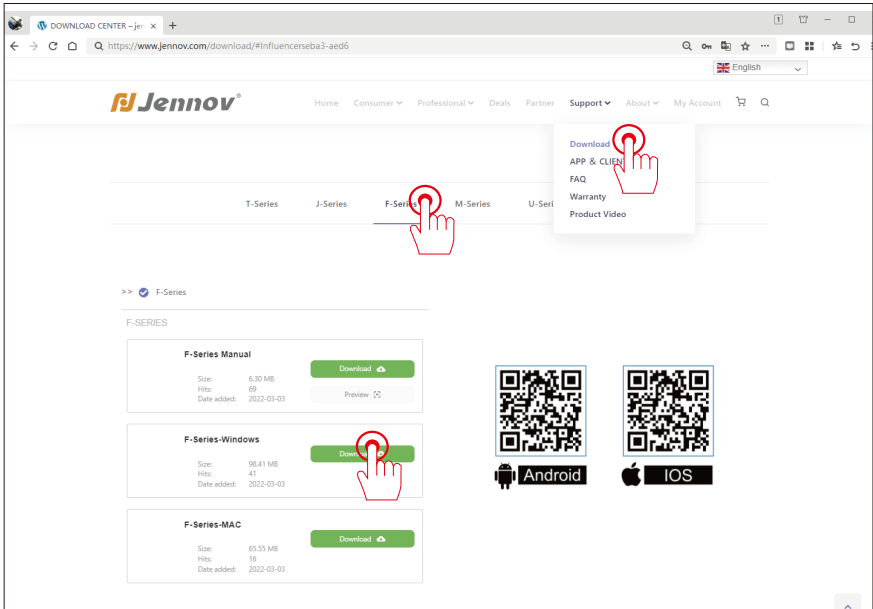 DOWNLOAD CENTER – jen
1
https://www.jennov.com/download/#Influencerseba3-aed6
English
Jennov®
Home Consumer Professional Deals Partner Support About My Account
Download
APP & CLIENT
FAQ
Warranty
Product Video
T-Series J-Series F-Series M-Series U-Seri
>> F-Series
F-SERIES
F-Series Manual
Download
Size: 6.30 MB
Hits: 69
Preview
Date added: 2022-03-03
F-Series-Windows
Download
Size: 98.41 MB
Hits: 41
Date added: 2022-03-03
F-Series-MAC
Download
Size: 65.55 MB
Hits: 16
Date added: 2022-03-03
Android
IOS